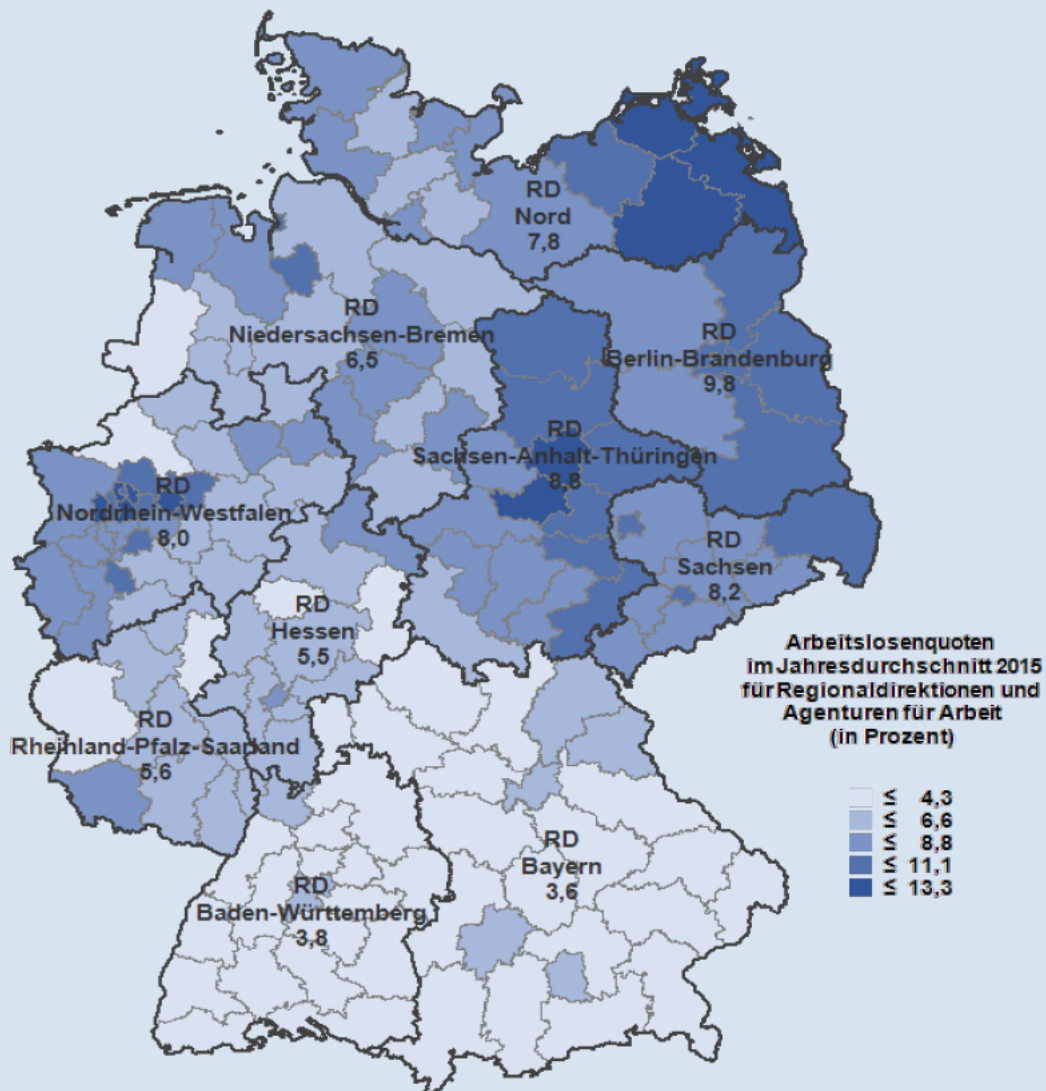 RD
Nord
7,8
RD
Niedersachsen-Bremen
6,5
RD
Berlin-Brandenburg
9,8
RD
Sachsen-Anhalt-Thüringen
8,8
RD
Nordrhein-Westfalen
8,0
RD
Sachsen
8,2
RD
Hessen
5,5
RD
Rheinland-Pfalz-Saarland
5,6
RD
Bayern
3,6
RD
Baden-Württemberg
3,8
Arbeitslosenquoten
im Jahresdurchschnitt 2015
für Regionaldirektionen und
Agenturen für Arbeit
(in Prozent)
≤ 4,3
≤ 6,6
≤ 8,8
≤ 11,1
≤ 13,3